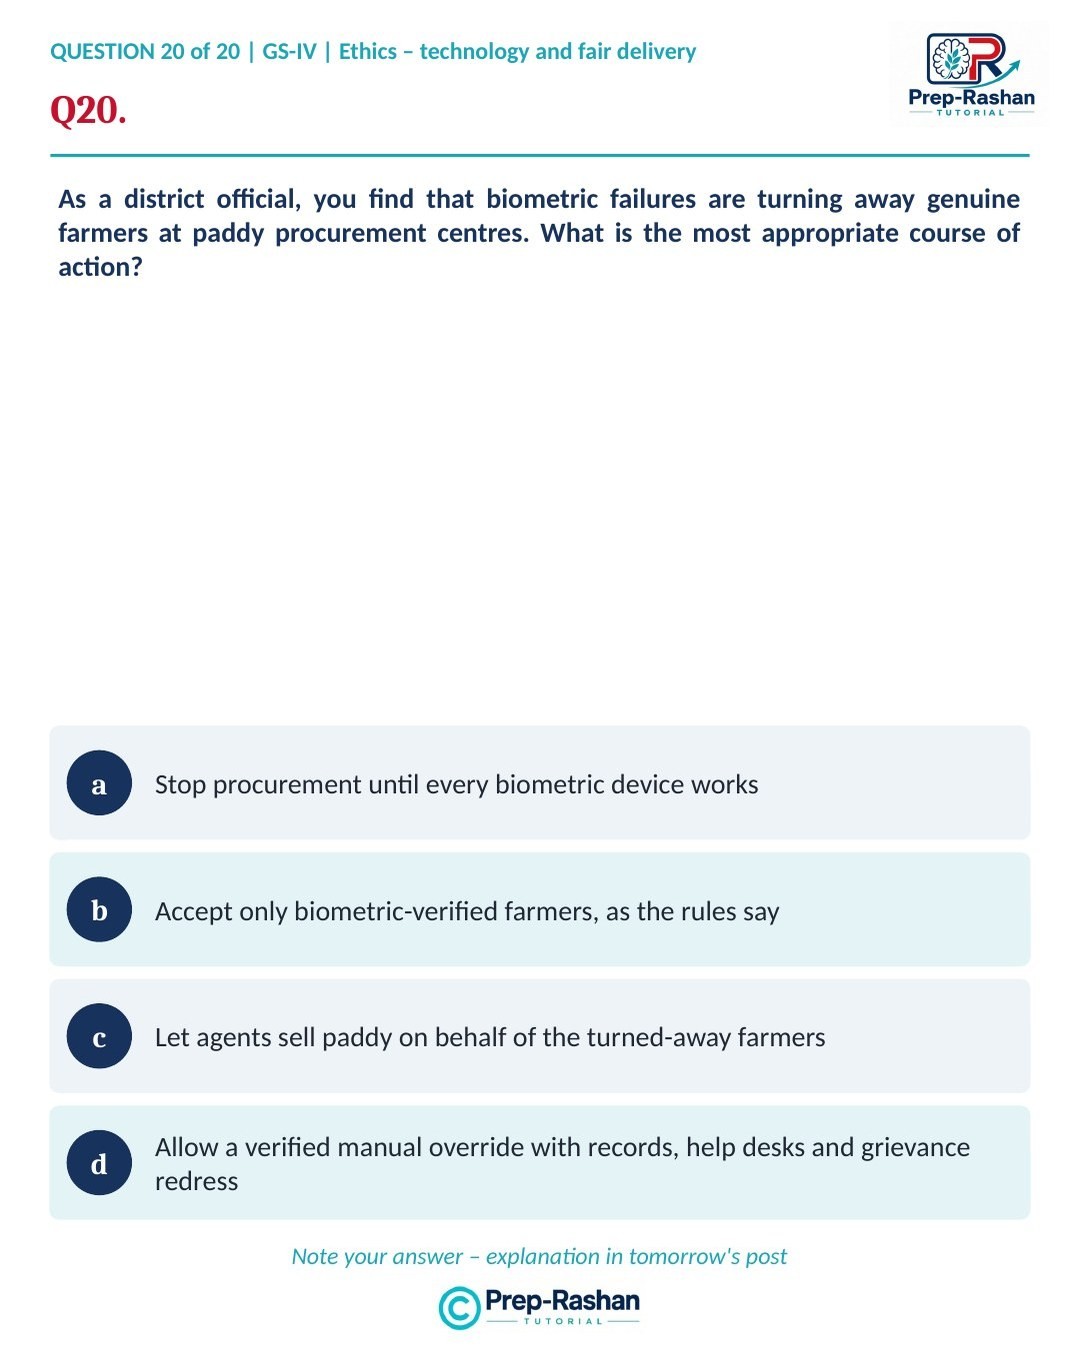 QUESTION 20 of 20 | GS-IV | Ethics – technology and fair delivery
Prep-Rashan
TUTORIAL
Q20.
As a district official, you find that biometric failures are turning away genuine
farmers at paddy procurement centres. What is the most appropriate course of
action?
a Stop procurement until every biometric device works
b Accept only biometric-verified farmers, as the rules say
c Let agents sell paddy on behalf of the turned-away farmers
d Allow a verified manual override with records, help desks and grievance
redress
Note your answer – explanation in tomorrow's post
© Prep-Rashan
TUTORIAL